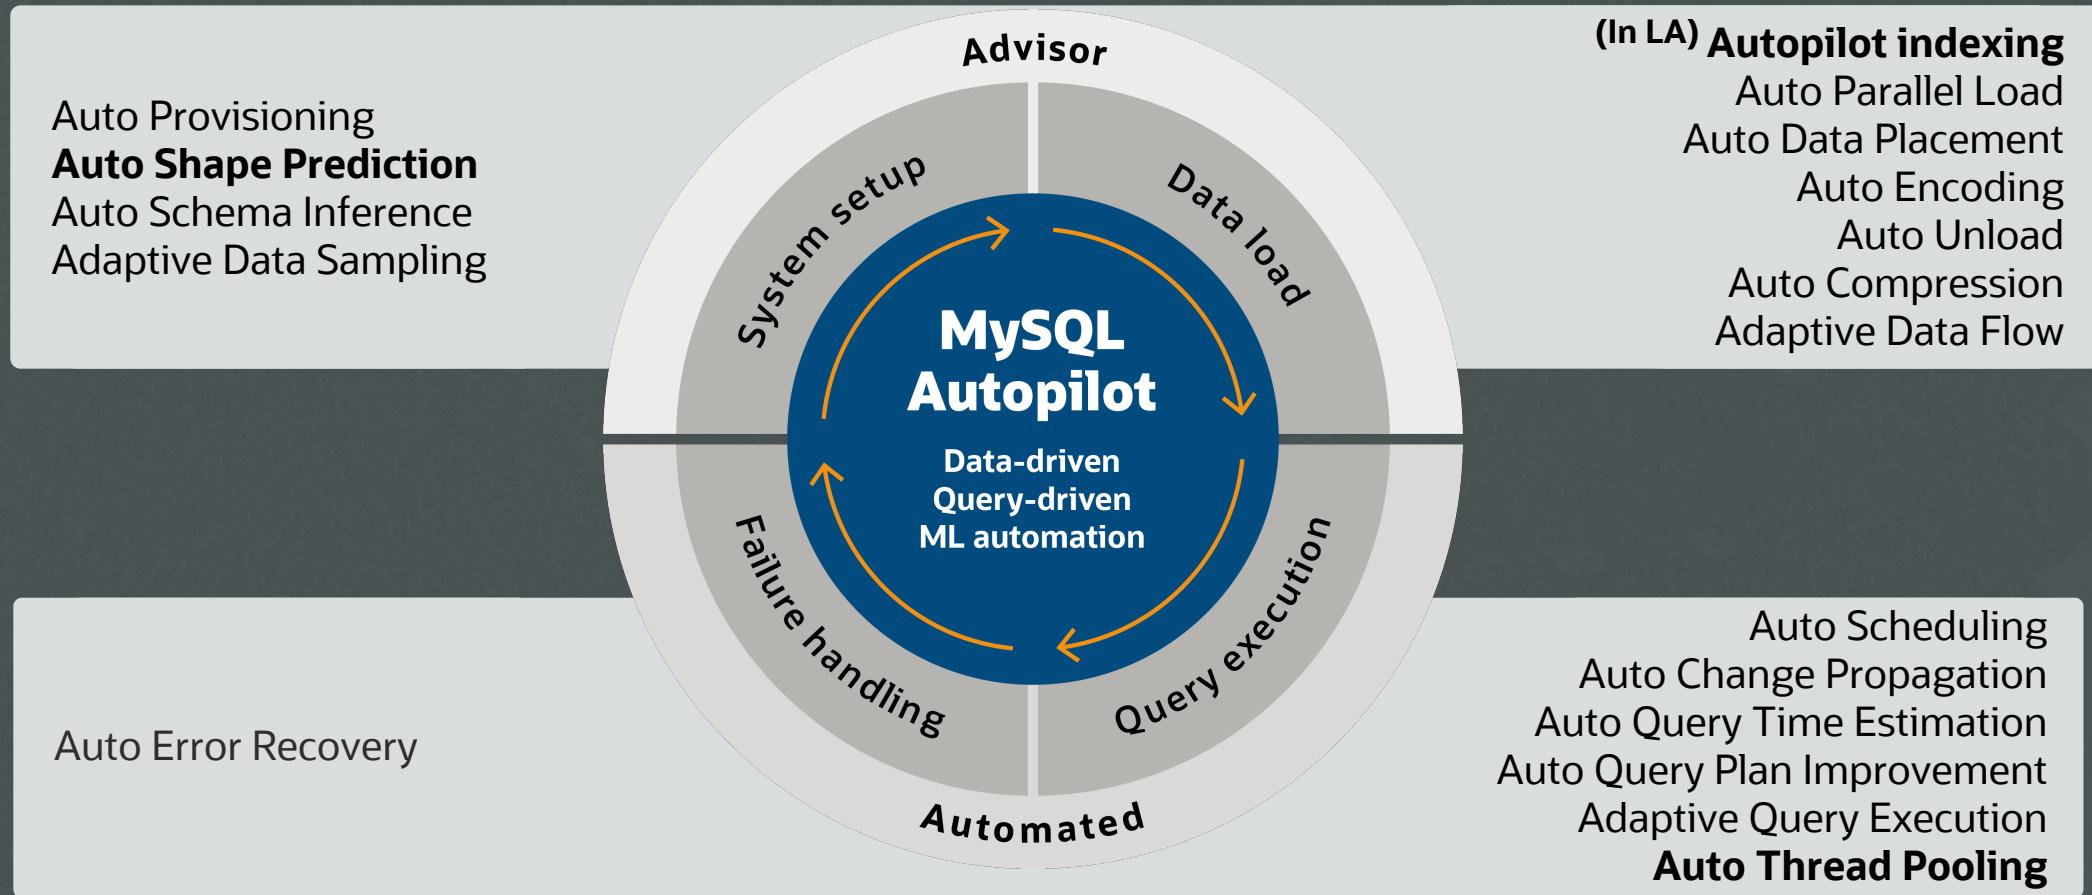 Advisor
Auto Provisioning
Auto Shape Prediction
Auto Schema Inference
Adaptive Data Sampling
(In LA) Autopilot indexing
Auto Parallel Load
Auto Data Placement
Auto Encoding
Auto Unload
Auto Compression
Adaptive Data Flow
System setup
Data load
MySQL
Autopilot
Data-driven
Query-driven
ML automation
Failure handling
Query execution
Auto Error Recovery
Auto Scheduling
Auto Change Propagation
Auto Query Time Estimation
Auto Query Plan Improvement
Adaptive Query Execution
Auto Thread Pooling
Automated